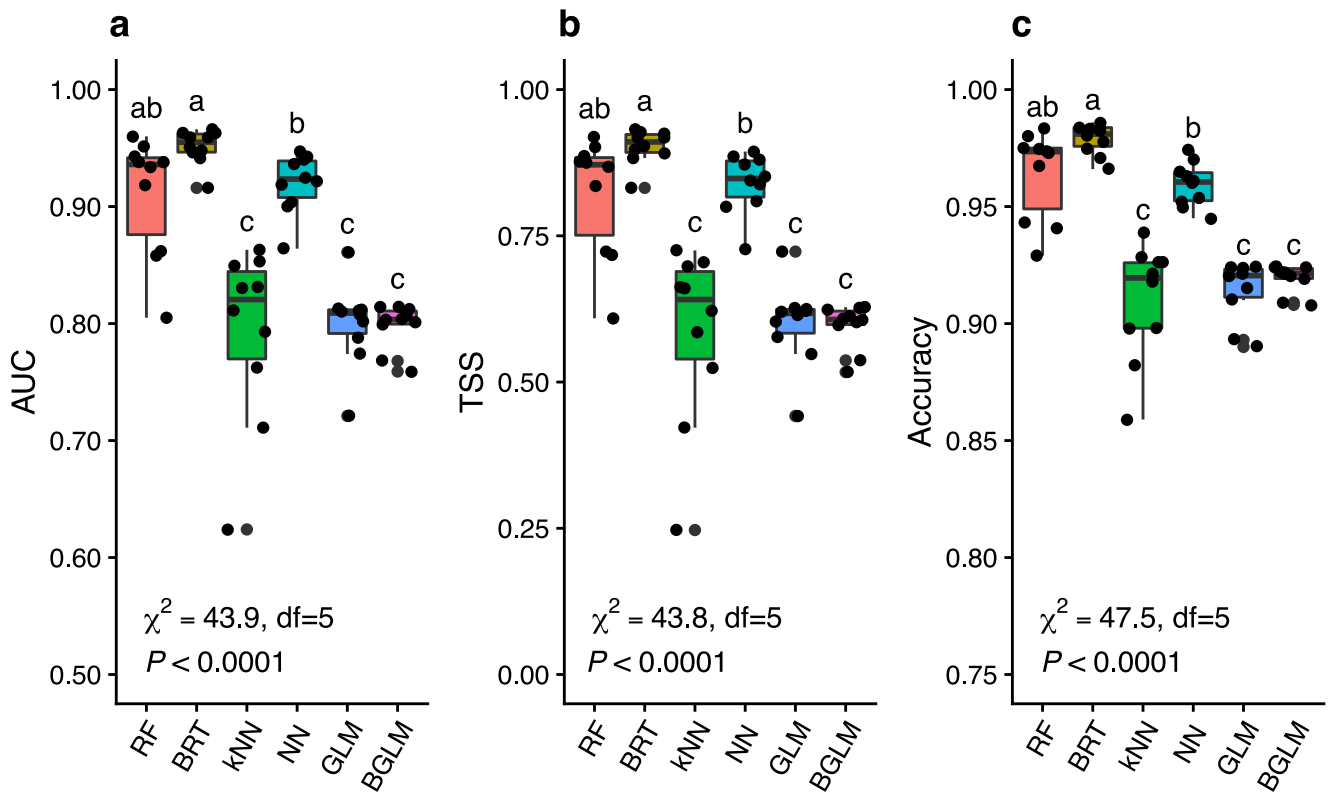 a
AUC
1.00
0.90
0.80
0.70
0.60
0.50
ab
a
c
b
c
c
χ² = 43.9, df=5
P < 0.0001
RF
BRT
kNN
NN
GLM
BGLM
b
TSS
1.00
0.75
0.50
0.25
0.00
ab
a
c
b
c
c
χ² = 43.8, df=5
P < 0.0001
RF
BRT
kNN
NN
GLM
BGLM
c
Accuracy
1.00
0.95
0.90
0.85
0.80
0.75
ab
a
c
b
c
c
χ² = 47.5, df=5
P < 0.0001
RF
BRT
kNN
NN
GLM
BGLM